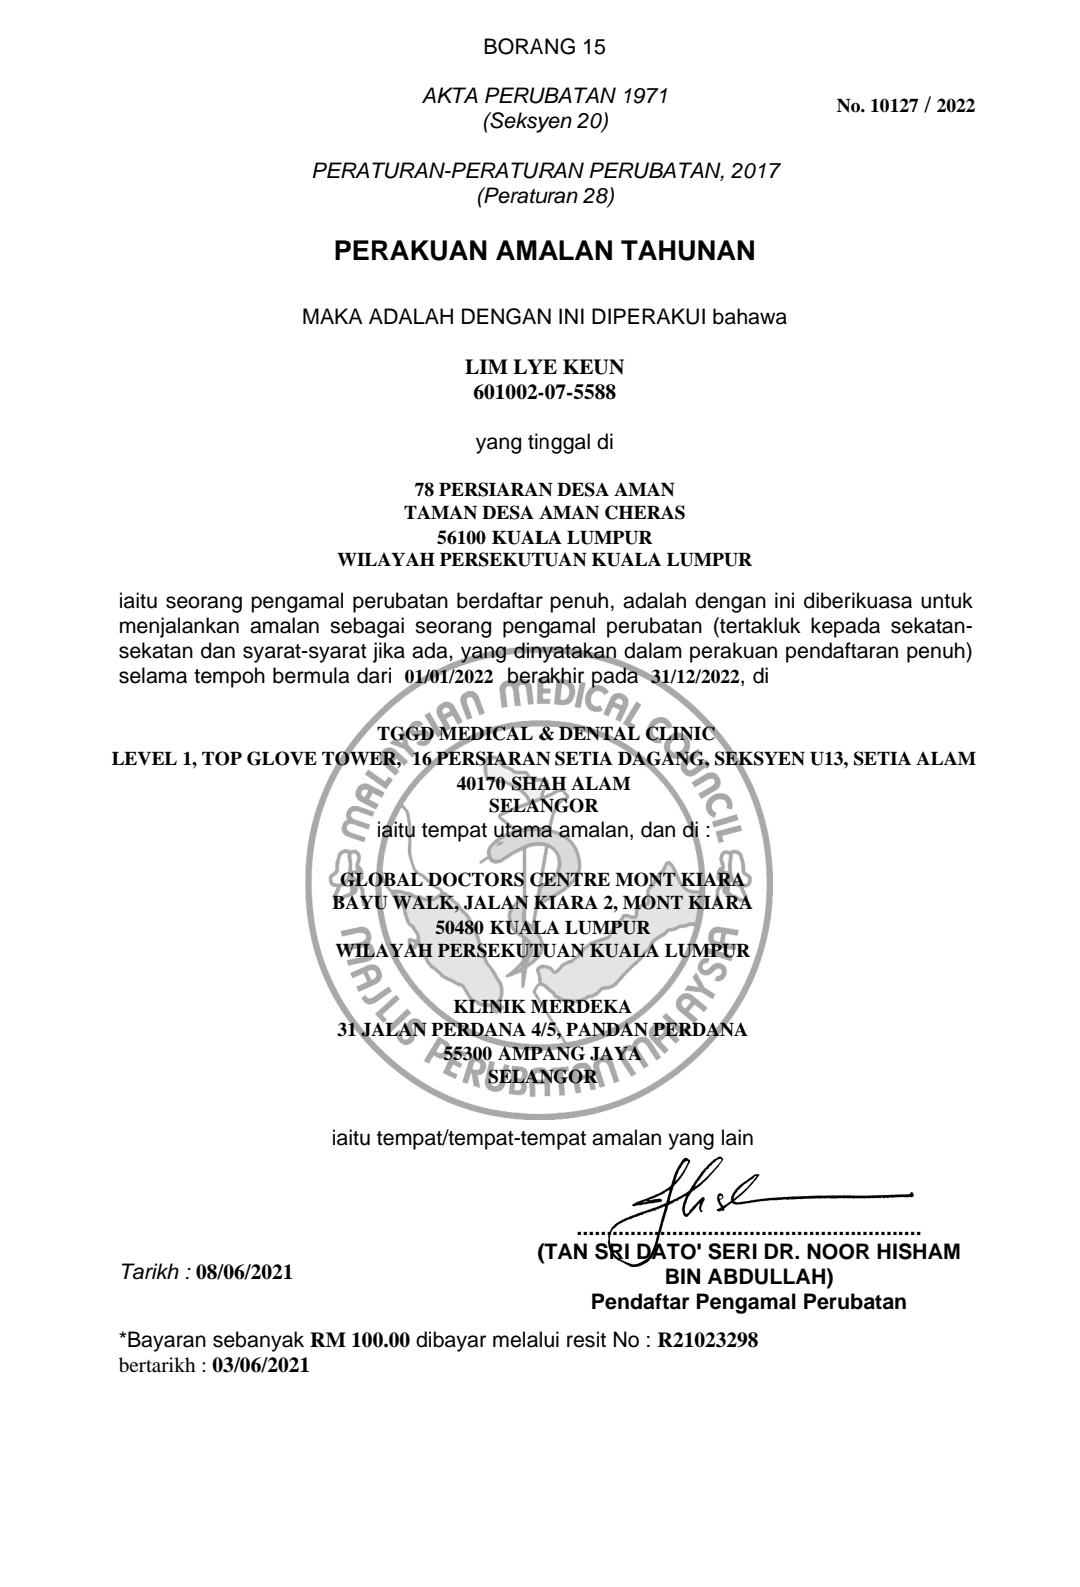 BORANG 15
AKTA PERUBATAN 1971
(Seksyen 20)
No. 10127 / 2022
PERATURAN-PERATURAN PERUBATAN, 2017
(Peraturan 28)
PERAKUAN AMALAN TAHUNAN
MAKA ADALAH DENGAN INI DIPERAKUI bahawa
LIM LYE KEUN
601002-07-5588
yang tinggal di
78 PERSIARAN DESA AMAN
TAMAN DESA AMAN CHERAS
56100 KUALA LUMPUR
WILAYAH PERSEKUTUAN KUALA LUMPUR
iaitu seorang pengamal perubatan berdaftar penuh, adalah dengan ini diberikuasa untuk
menjalankan amalan sebagai seorang pengamal perubatan (tertakluk kepada sekatan-
sekatan dan syarat-syarat jika ada, yang dinyatakan dalam perakuan pendaftaran penuh)
selama tempoh bermula dari 01/01/2022 berakhir pada 31/12/2022, di
MALAYSIAN MEDICAL COUNCIL
TGGD MEDICAL & DENTAL CLINIC
LEVEL 1, TOP GLOVE TOWER, 16 PERSIARAN SETIA DAGANG, SEKSYEN U13, SETIA ALAM
40170 SHAH ALAM
SELANGOR
iaitu tempat utama amalan, dan di :
GLOBAL DOCTORS CENTRE MONT KIARA
BAYU WALK, JALAN KIARA 2, MONT KIARA
50480 KUALA LUMPUR
WILAYAH PERSEKUTUAN KUALA LUMPUR
KLINIK MERDEKA
31 JALAN PERDANA 4/5, PANDAN PERDANA
55300 AMPANG JAYA
SELANGOR
MAJLIS PERUBATAN MALAYSIA
iaitu tempat/tempat-tempat amalan yang lain
(TAN SRI DATO' SERI DR. NOOR HISHAM
BIN ABDULLAH)
Pendaftar Pengamal Perubatan
Tarikh : 08/06/2021
*Bayaran sebanyak RM 100.00 dibayar melalui resit No : R21023298
bertarikh : 03/06/2021